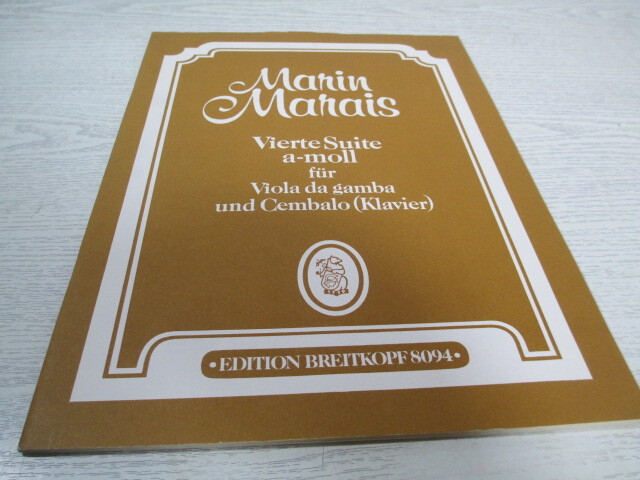 Marin
Marais
Vierte Suite
a-moll
für
Viola da gamba
und Cembalo (Klavier)
• EDITION BREITKOPF 8094 •